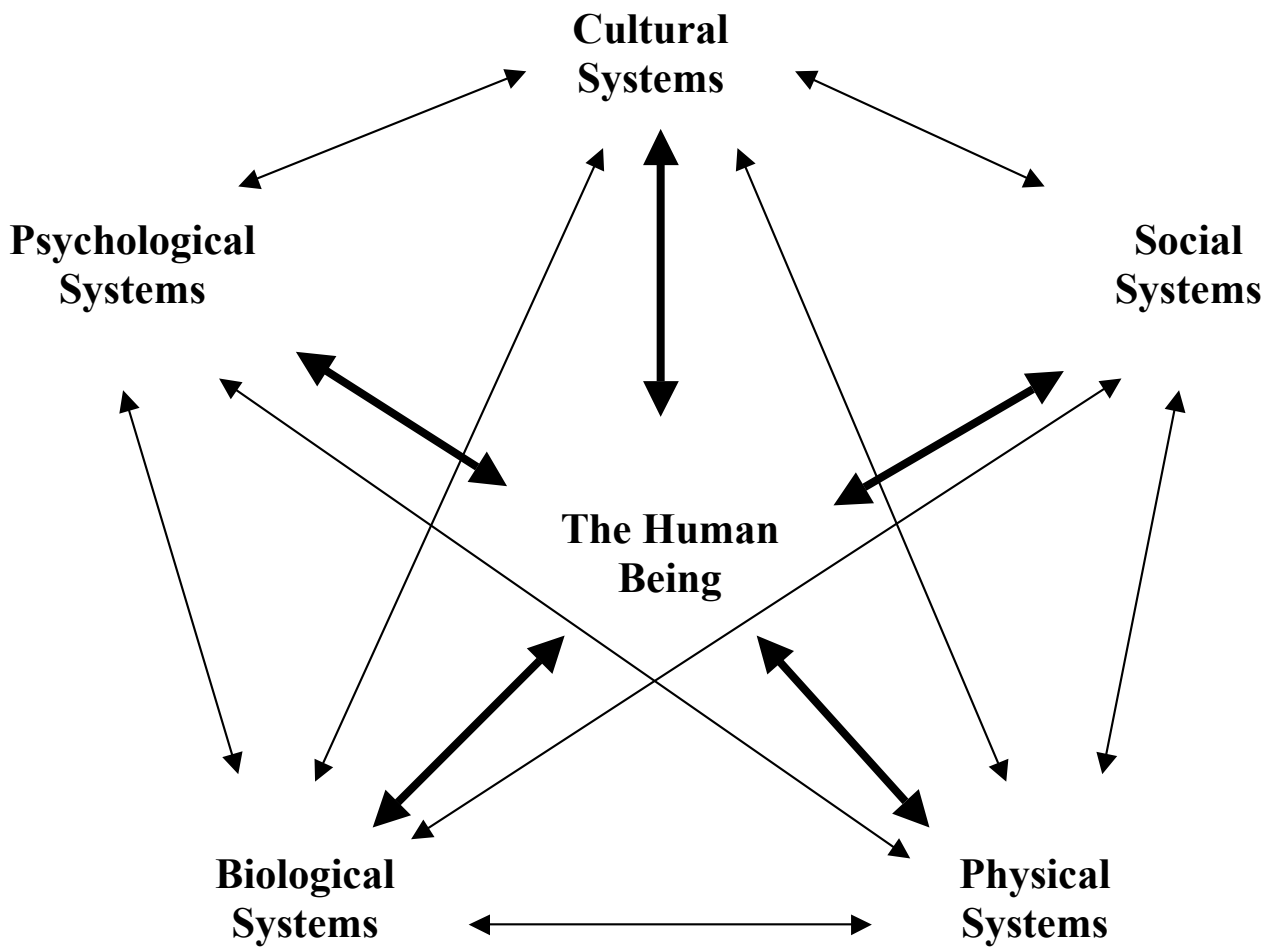 Cultural
Systems
Psychological
Systems
Social
Systems
The Human
Being
Biological
Systems
Physical
Systems